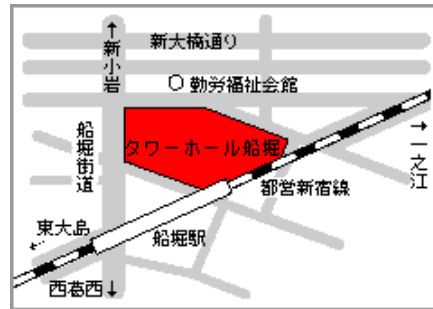 ↑新小岩
新大橋通り
勤労福祉会館
船堀街道
タワーホール船堀
→一之江
都営新宿線
東大島
←
船堀駅
西葛西↓